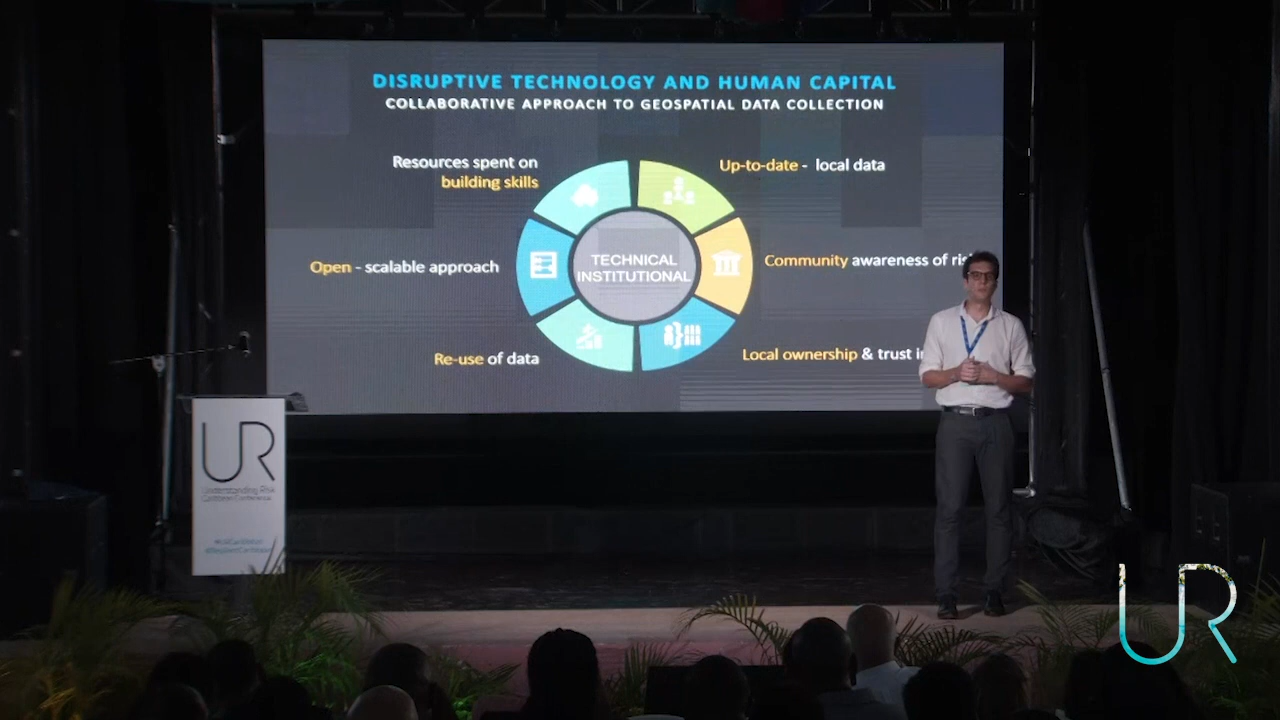 DISRUPTIVE TECHNOLOGY AND HUMAN CAPITAL
COLLABORATIVE APPROACH TO GEOSPATIAL DATA COLLECTION
Resources spent on
building skills
Up-to-date - local data
TECHNICAL
INSTITUTIONAL
Open - scalable approach
Community awareness of ris
Re-use of data
Local ownership & trust i
UR
Understanding Risk
Caribbean Conference
UR